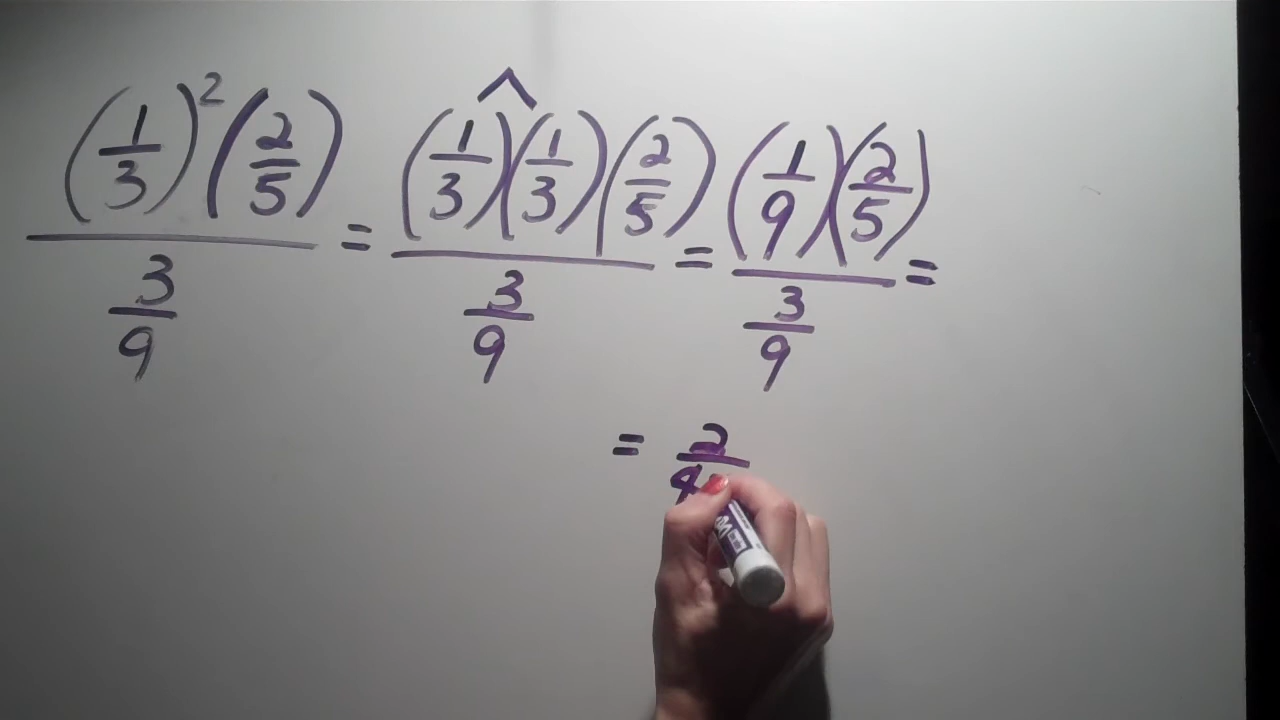 (1/3)²(2/5) / (3/9) = (1/3)(1/3)(2/5) / (3/9) = (1/9)(2/5) / (3/9) =
= 2/4